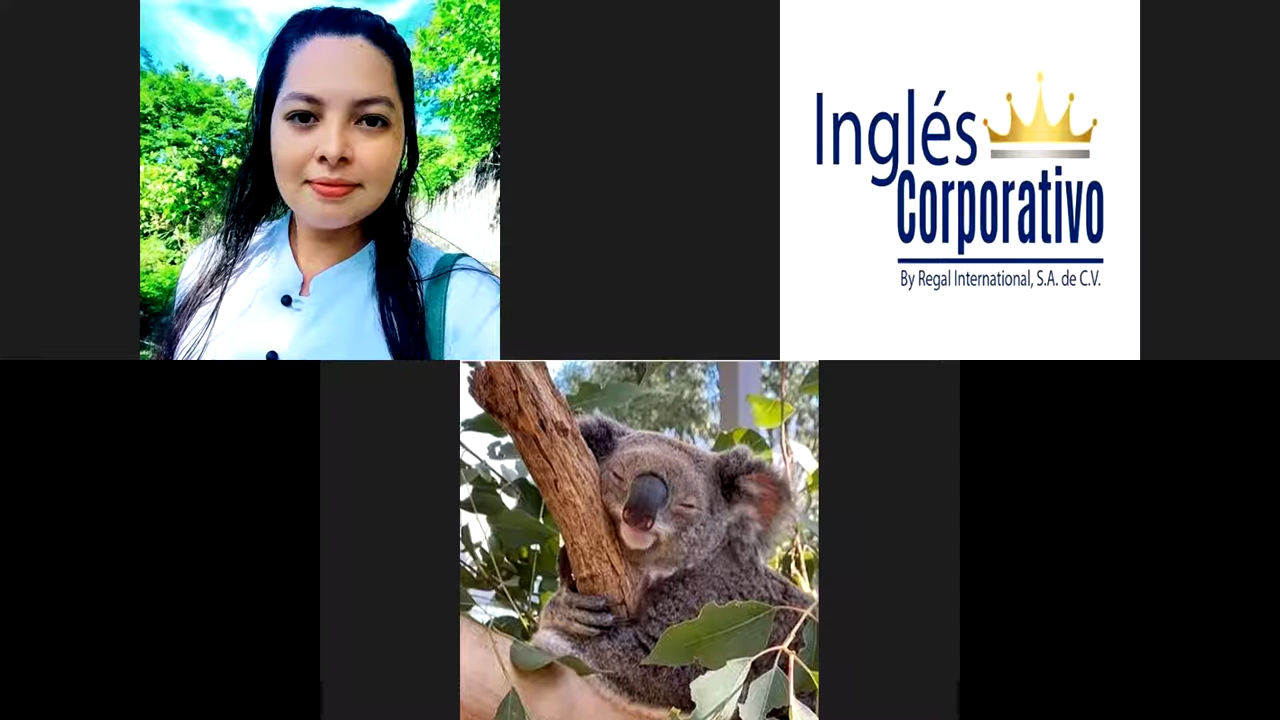 Inglés
Corporativo
By Regal International, S.A. de C.V.